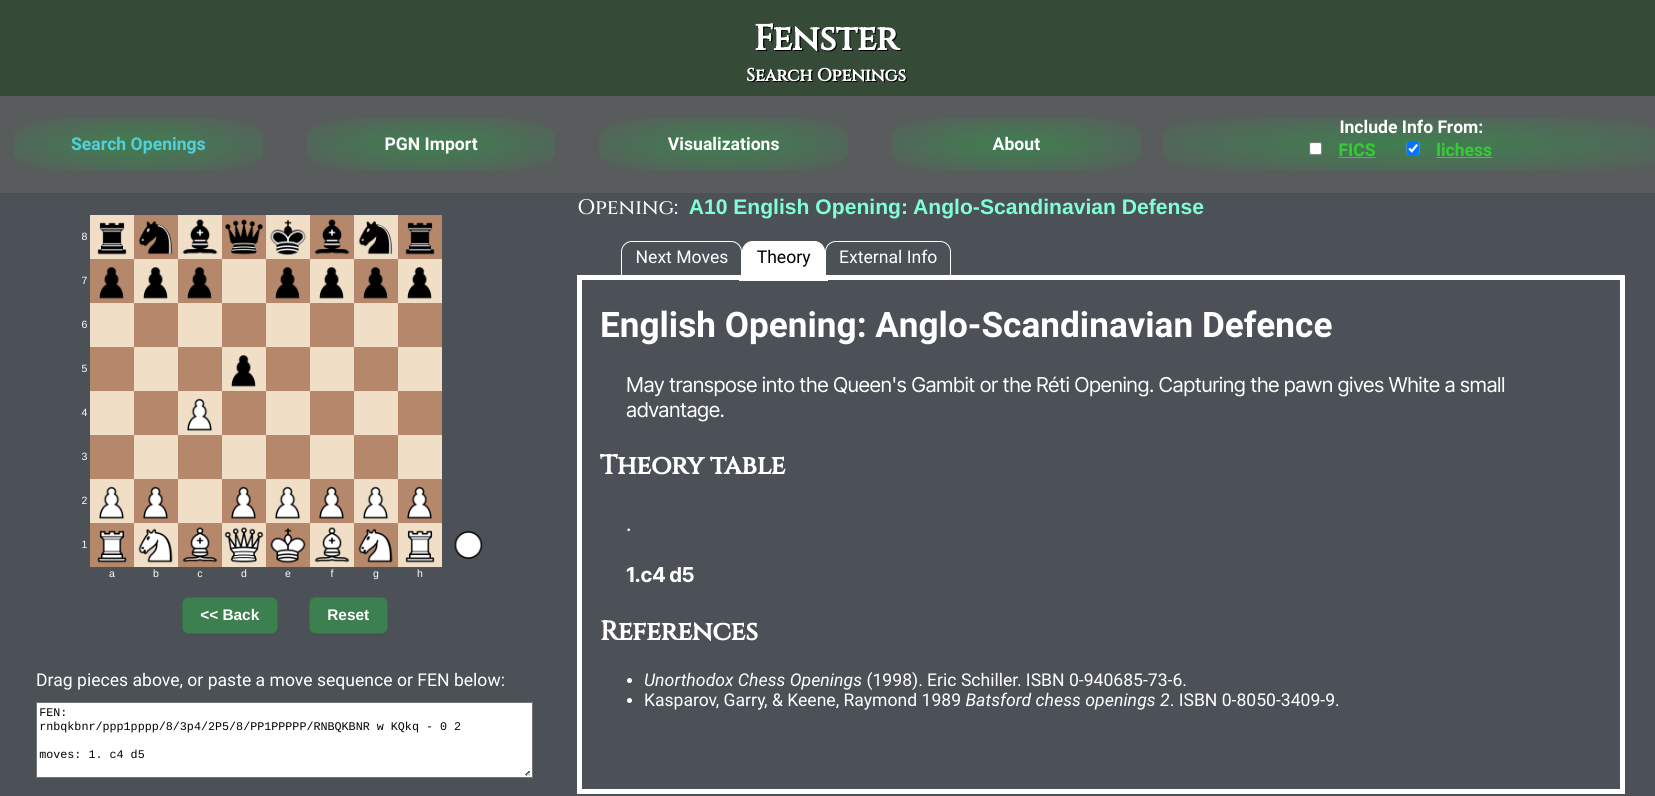 Fenster
Search Openings
Search Openings
PGN Import
Visualizations
About
Include Info From:
FICS
lichess
Opening: A10 English Opening: Anglo-Scandinavian Defense
Next Moves
Theory
External Info
8
7
6
5
4
3
2
1
a b c d e f g h
<< Back
Reset
Drag pieces above, or paste a move sequence or FEN below:
FEN:
rnbqkbnr/ppp1pppp/8/3p4/2P5/8/PP1PPPPP/RNBQKBNR w KQkq - 0 2
moves: 1. c4 d5
English Opening: Anglo-Scandinavian Defence
May transpose into the Queen's Gambit or the Réti Opening. Capturing the pawn gives White a small
advantage.
Theory table
.
1.c4 d5
References
• Unorthodox Chess Openings (1998). Eric Schiller. ISBN 0-940685-73-6.
• Kasparov, Garry, & Keene, Raymond 1989 Batsford chess openings 2. ISBN 0-8050-3409-9.